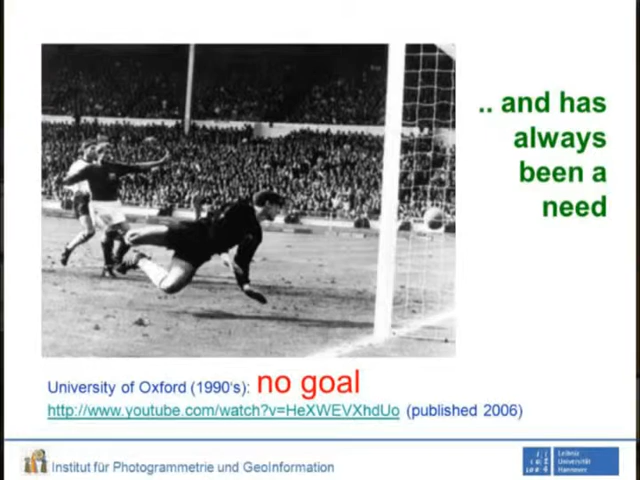 .. and has
always
been a
need
University of Oxford (1990's): no goal
http://www.youtube.com/watch?v=HeXWEVXhdUo (published 2006)
Institut für Photogrammetrie und GeoInformation
Leibniz
Universität
Hannover